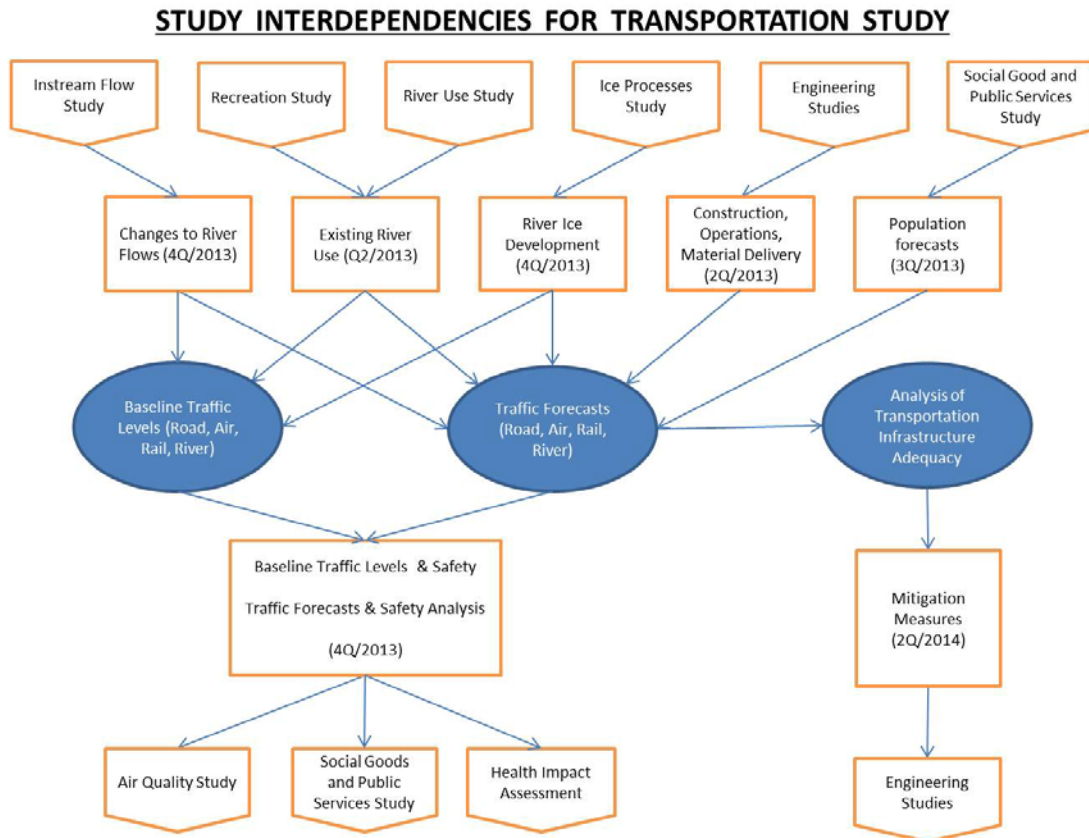 STUDY INTERDEPENDENCIES FOR TRANSPORTATION STUDY
Instream Flow
Study
Recreation Study
River Use Study
Ice Processes
Study
Engineering
Studies
Social Good and
Public Services
Study
Changes to River
Flows (4Q/2013)
Existing River
Use (Q2/2013)
River Ice
Development
(4Q/2013)
Construction,
Operations,
Material Delivery
(2Q/2013)
Population
forecasts
(3Q/2013)
Baseline Traffic
Levels (Road, Air,
Rail, River)
Traffic Forecasts
(Road, Air, Rail,
River)
Analysis of
Transportation
Infrastructure
Adequacy
Baseline Traffic Levels & Safety
Traffic Forecasts & Safety Analysis
(4Q/2013)
Mitigation
Measures
(2Q/2014)
Air Quality Study
Social Goods
and Public
Services Study
Health Impact
Assessment
Engineering
Studies